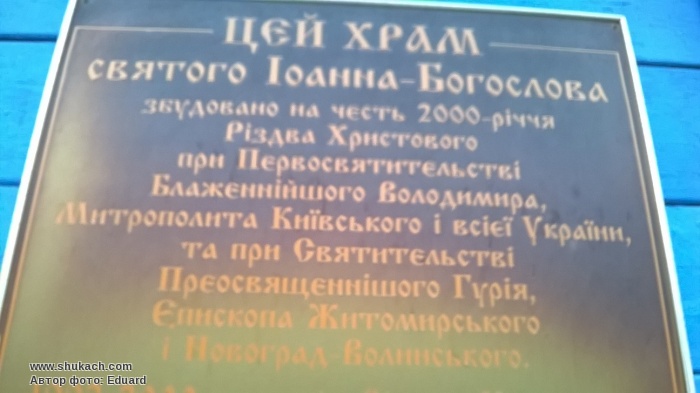 ЦЕЙ ХРАМ
СВЯТОГО ІОАННА-БОГОСЛОВА
збудовано на честь 2000-річчя
Різдва Христового
при Первосвятительстві
Блаженнійшого Володимира,
Митрополита Київського і всієї України,
та при Святительстві
Преосвященнішого Гурія,
Єпископа Житомирського
і Новоград-Волинського.
www.shukach.com
Автор фото: Eduard